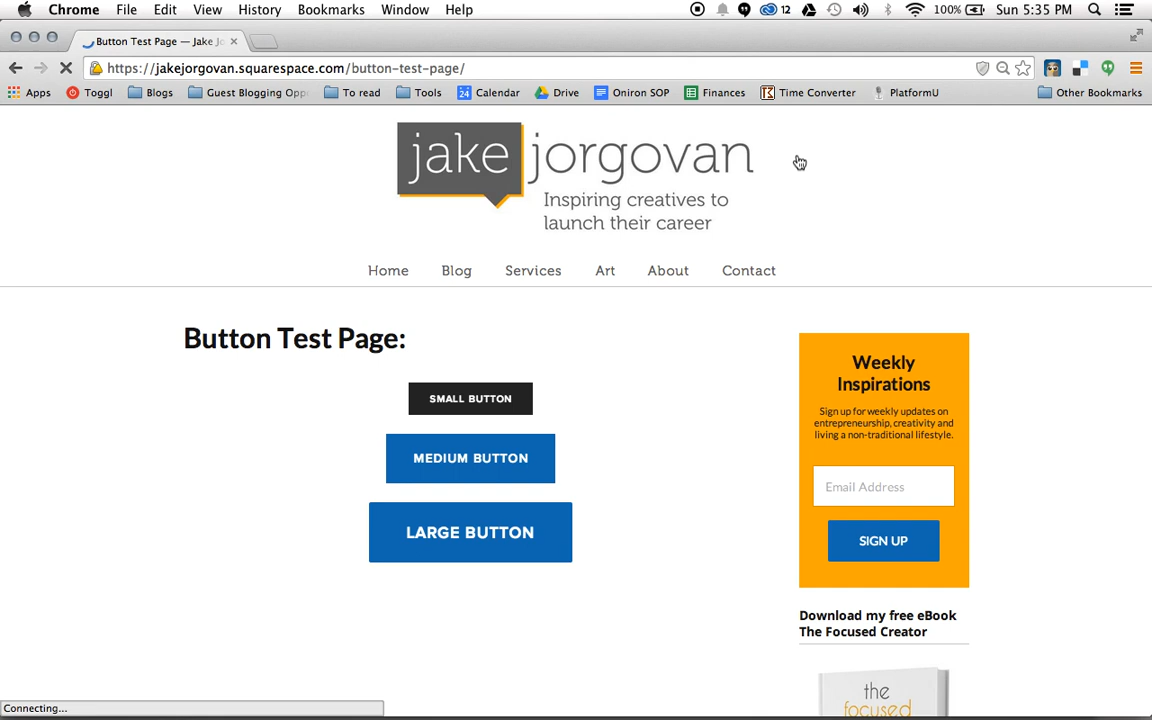 Chrome File Edit View History Bookmarks Window Help 12 100% Sun 5:35 PM
Button Test Page — Jake Jo
https://jakejorgovan.squarespace.com/button-test-page/
Apps Toggl Blogs Guest Blogging Opp To read Tools 24 Calendar Drive Oniron SOP Finances Time Converter PlatformU Other Bookmarks
jake jorgovan
Inspiring creatives to
launch their career
Home Blog Services Art About Contact
Button Test Page:
SMALL BUTTON
MEDIUM BUTTON
LARGE BUTTON
Weekly
Inspirations
Sign up for weekly updates on
entrepreneurship, creativity and
living a non-traditional lifestyle.
Email Address
SIGN UP
Download my free eBook
The Focused Creator
the
focused
Connecting...